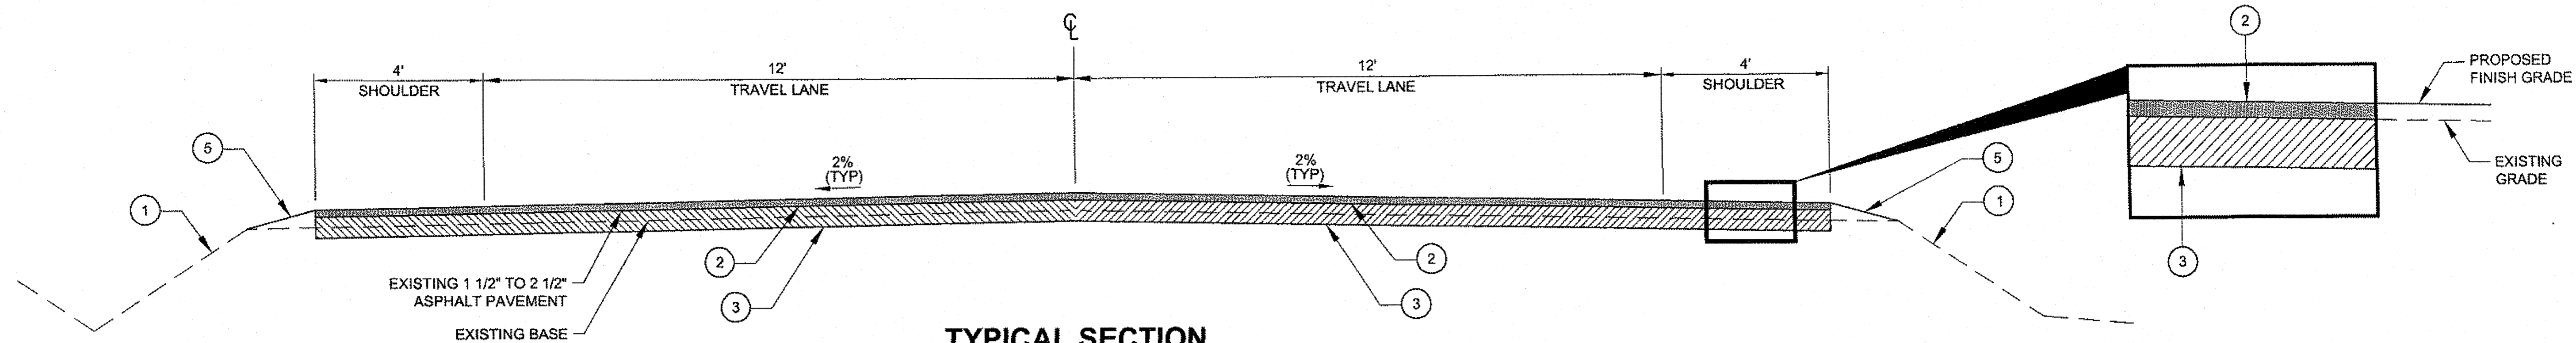 ℄
2
4'
SHOULDER
12'
TRAVEL LANE
12'
TRAVEL LANE
4'
SHOULDER
PROPOSED
FINISH GRADE
5
2%
(TYP)
2%
(TYP)
5
EXISTING
GRADE
1
1
EXISTING 1 1/2" TO 2 1/2"
ASPHALT PAVEMENT
2
2
3
EXISTING BASE
3
3
TYPICAL SECTION